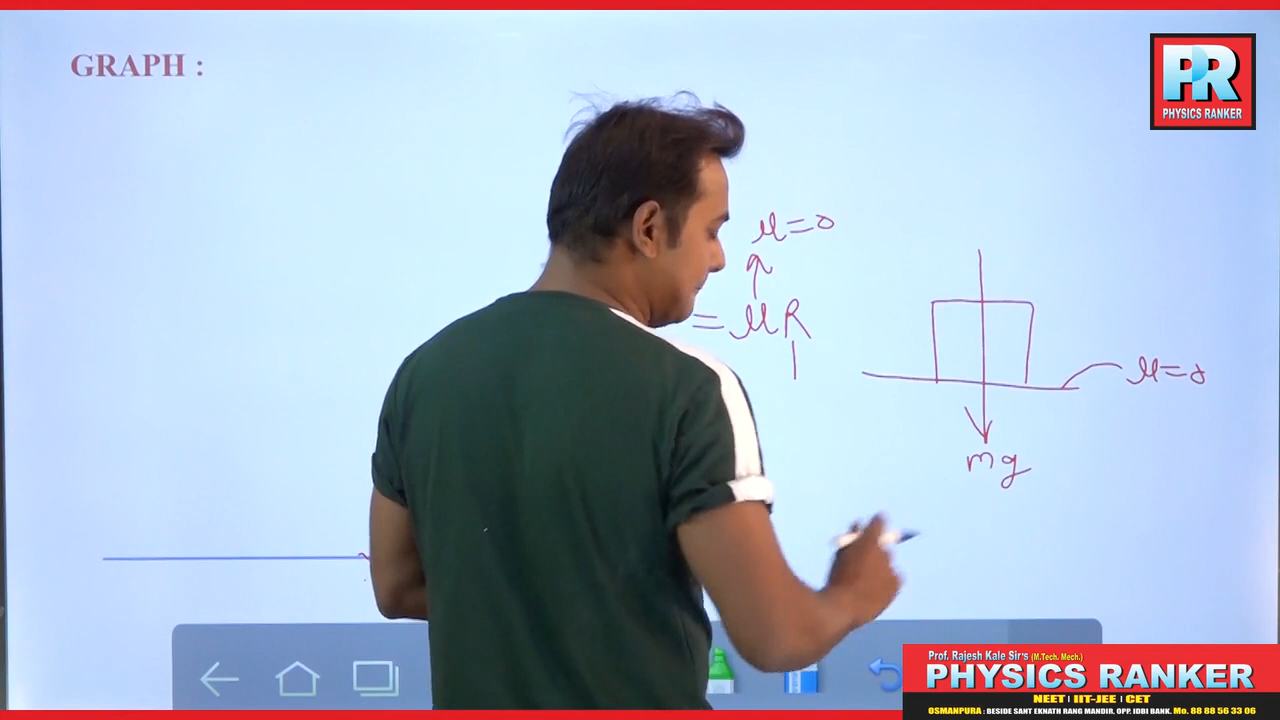 GRAPH :
PR
PHYSICS RANKER
μ=0
= μR
μ=0
mg
Prof. Rajesh Kale Sir's (M.Tech. Mech.)
PHYSICS RANKER
NEET | IIT-JEE | CET
OSMANPURA : BESIDE SANT EKNATH RANG MANDIR, OPP. IDBI BANK. Mo. 88 88 56 33 06